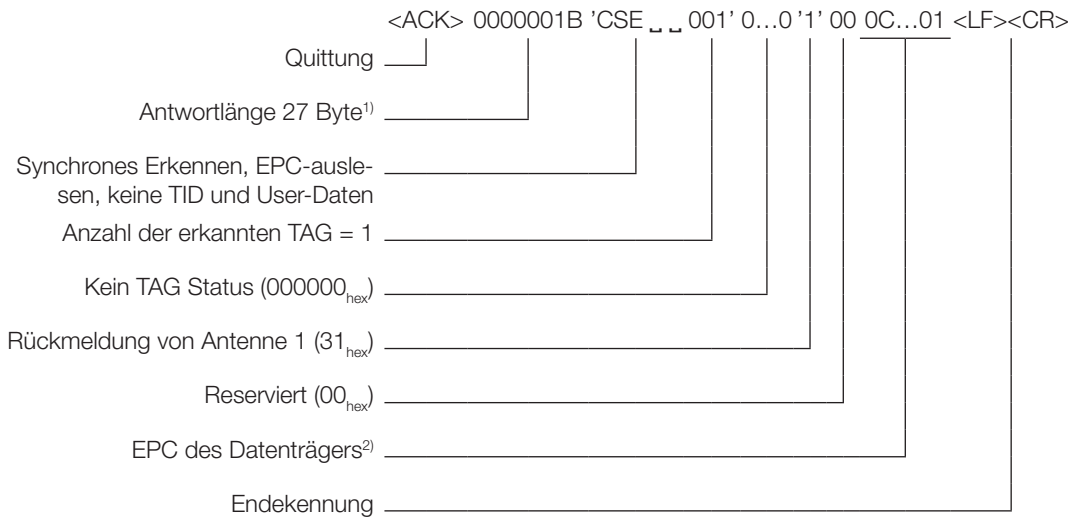 <ACK> 0000001B 'CSE ␣ ␣ 001' 0…0 '1' 00 0C…01 <LF><CR>
Quittung
Antwortlänge 27 Byte1)
Synchrones Erkennen, EPC-ausle-
sen, keine TID und User-Daten
Anzahl der erkannten TAG = 1
Kein TAG Status (000000hex)
Rückmeldung von Antenne 1 (31hex)
Reserviert (00hex)
EPC des Datenträgers2)
Endekennung